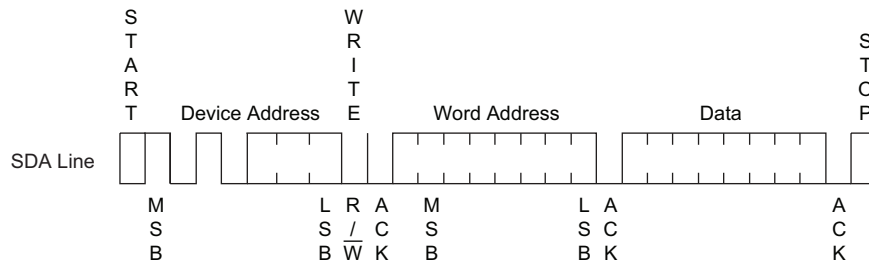 START
WRITE
STOP
Device Address
Word Address
Data
SDA Line
MSB
LSB
R/W̅
ACK
MSB
LSB
ACK
ACK